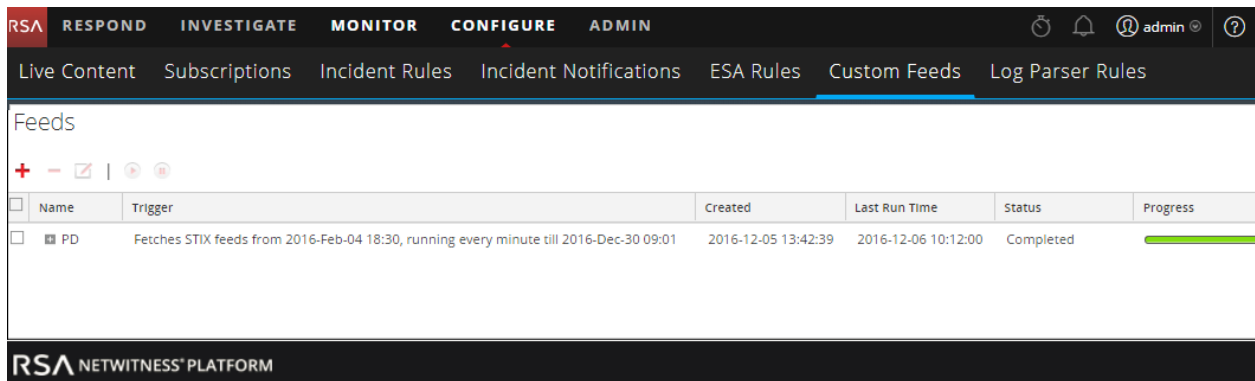 RSA RESPOND INVESTIGATE MONITOR CONFIGURE ADMIN admin ?
Live Content Subscriptions Incident Rules Incident Notifications ESA Rules Custom Feeds Log Parser Rules
Feeds
Name Trigger Created Last Run Time Status Progress
PD Fetches STIX feeds from 2016-Feb-04 18:30, running every minute till 2016-Dec-30 09:01 2016-12-05 13:42:39 2016-12-06 10:12:00 Completed
RSA NETWITNESS® PLATFORM